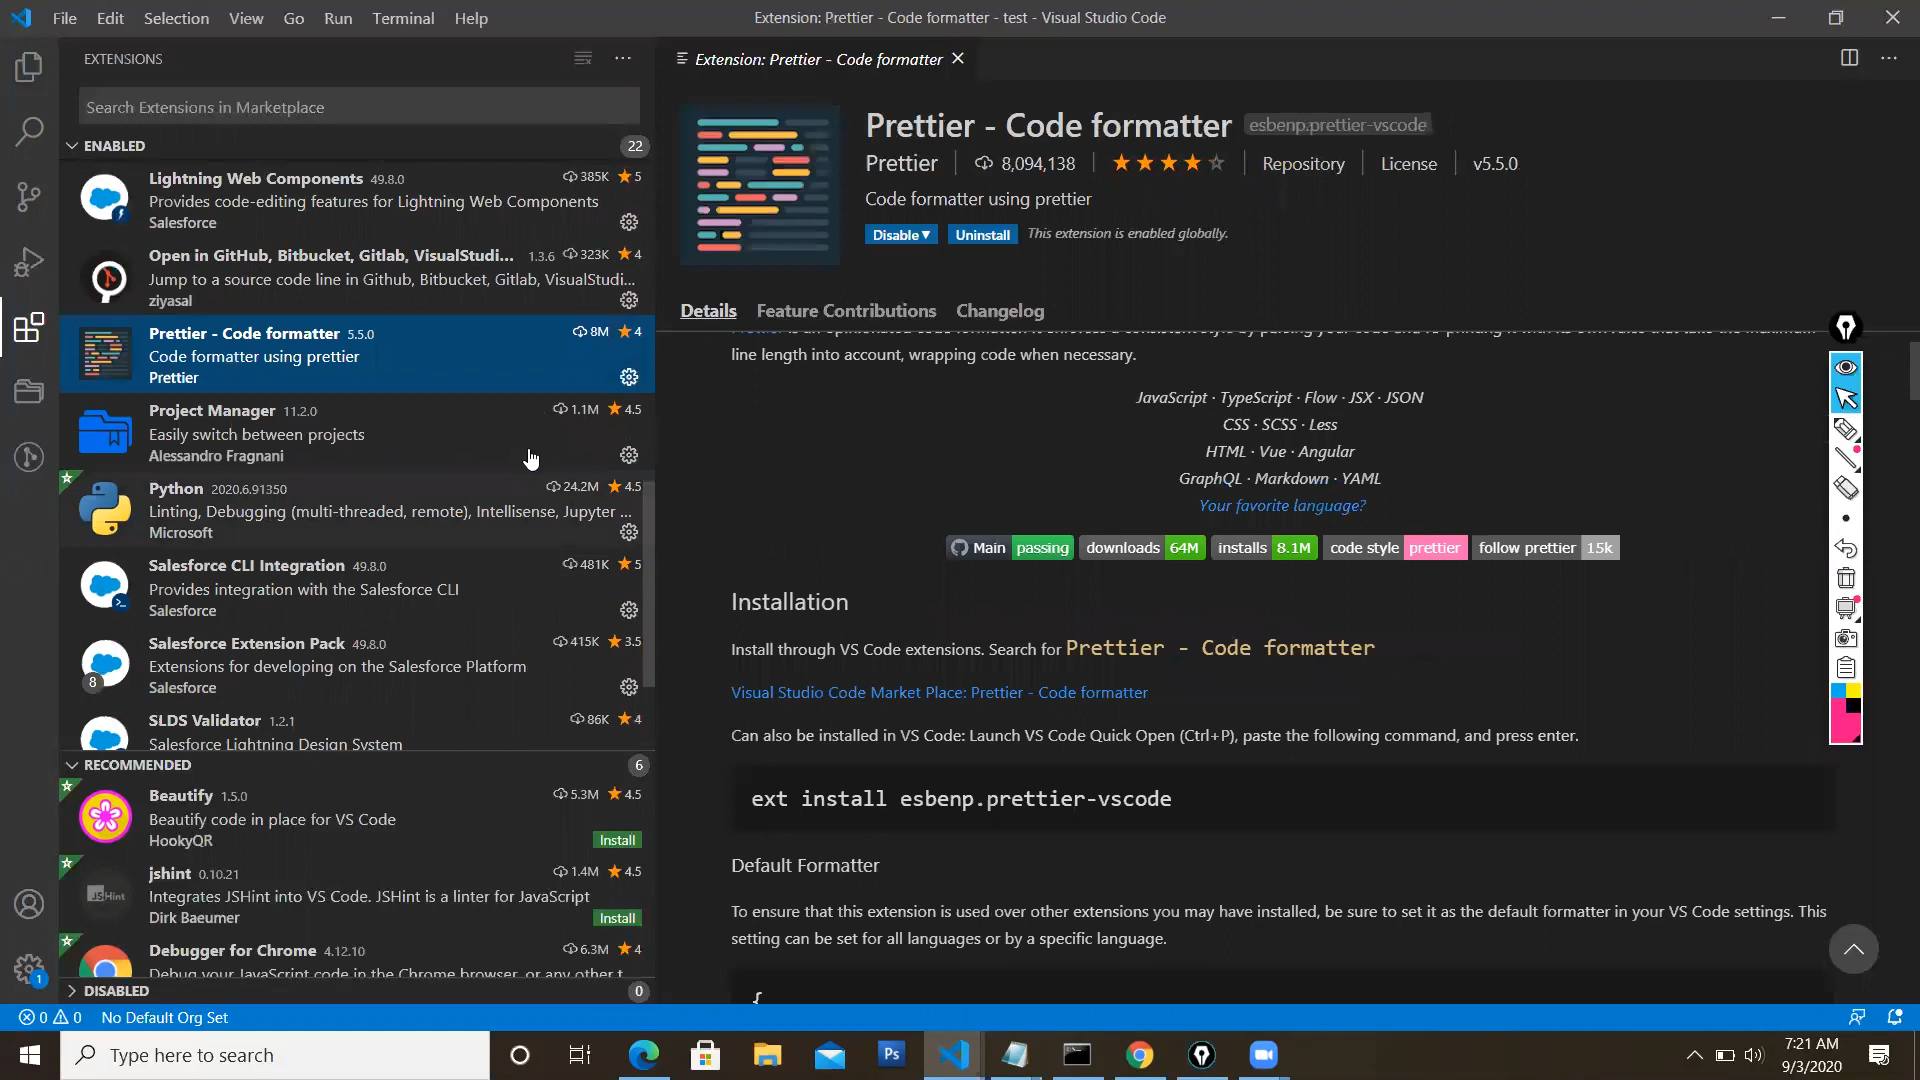 File Edit Selection View Go Run Terminal Help
Extension: Prettier - Code formatter - test - Visual Studio Code
EXTENSIONS
Search Extensions in Marketplace
ENABLED 22
Lightning Web Components 49.8.0 385K 5
Provides code-editing features for Lightning Web Components
Salesforce
Open in GitHub, Bitbucket, Gitlab, VisualStudi... 1.3.6 323K 4
Jump to a source code line in Github, Bitbucket, Gitlab, VisualStudi...
ziyasal
Prettier - Code formatter 5.5.0 8M 4
Code formatter using prettier
Prettier
Project Manager 11.2.0 1.1M 4.5
Easily switch between projects
Alessandro Fragnani
Python 2020.6.91350 24.2M 4.5
Linting, Debugging (multi-threaded, remote), Intellisense, Jupyter ...
Microsoft
Salesforce CLI Integration 49.8.0 481K 5
Provides integration with the Salesforce CLI
Salesforce
Salesforce Extension Pack 49.8.0 415K 3.5
Extensions for developing on the Salesforce Platform
8 Salesforce
SLDS Validator 1.2.1 86K 4
Salesforce Lightning Design System
RECOMMENDED 6
Beautify 1.5.0 5.3M 4.5
Beautify code in place for VS Code
HookyQR Install
jshint 0.10.21 1.4M 4.5
JSHint Integrates JSHint into VS Code. JSHint is a linter for JavaScript
Dirk Baeumer Install
Debugger for Chrome 4.12.10 6.3M 4
Debug your JavaScript code in the Chrome browser, or any other t
DISABLED 0
Extension: Prettier - Code formatter
Prettier - Code formatter esbenp.prettier-vscode
Prettier 8,094,138 Repository License v5.5.0
Code formatter using prettier
Disable Uninstall This extension is enabled globally.
Details Feature Contributions Changelog
line length into account, wrapping code when necessary.
JavaScript · TypeScript · Flow · JSX · JSON
CSS · SCSS · Less
HTML · Vue · Angular
GraphQL · Markdown · YAML
Your favorite language?
Main passing downloads 64M installs 8.1M code style prettier follow prettier 15k
Installation
Install through VS Code extensions. Search for Prettier - Code formatter
Visual Studio Code Market Place: Prettier - Code formatter
Can also be installed in VS Code: Launch VS Code Quick Open (Ctrl+P), paste the following command, and press enter.
ext install esbenp.prettier-vscode
Default Formatter
To ensure that this extension is used over other extensions you may have installed, be sure to set it as the default formatter in your VS Code settings. This
setting can be set for all languages or by a specific language.
{
1
0 0 No Default Org Set
Type here to search
Ps
7:21 AM
9/3/2020